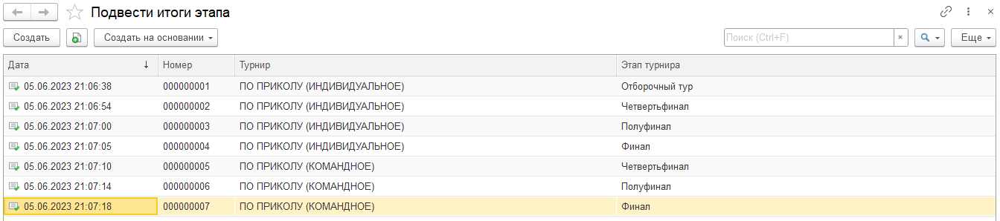 Подвести итоги этапа
Создать Создать на основании Поиск (Ctrl+F) Еще
Дата Номер Турнир Этап турнира
05.06.2023 21:06:38 000000001 ПО ПРИКОЛУ (ИНДИВИДУАЛЬНОЕ) Отборочный тур
05.06.2023 21:06:54 000000002 ПО ПРИКОЛУ (ИНДИВИДУАЛЬНОЕ) Четвертьфинал
05.06.2023 21:07:00 000000003 ПО ПРИКОЛУ (ИНДИВИДУАЛЬНОЕ) Полуфинал
05.06.2023 21:07:05 000000004 ПО ПРИКОЛУ (ИНДИВИДУАЛЬНОЕ) Финал
05.06.2023 21:07:10 000000005 ПО ПРИКОЛУ (КОМАНДНОЕ) Четвертьфинал
05.06.2023 21:07:14 000000006 ПО ПРИКОЛУ (КОМАНДНОЕ) Полуфинал
05.06.2023 21:07:18 000000007 ПО ПРИКОЛУ (КОМАНДНОЕ) Финал